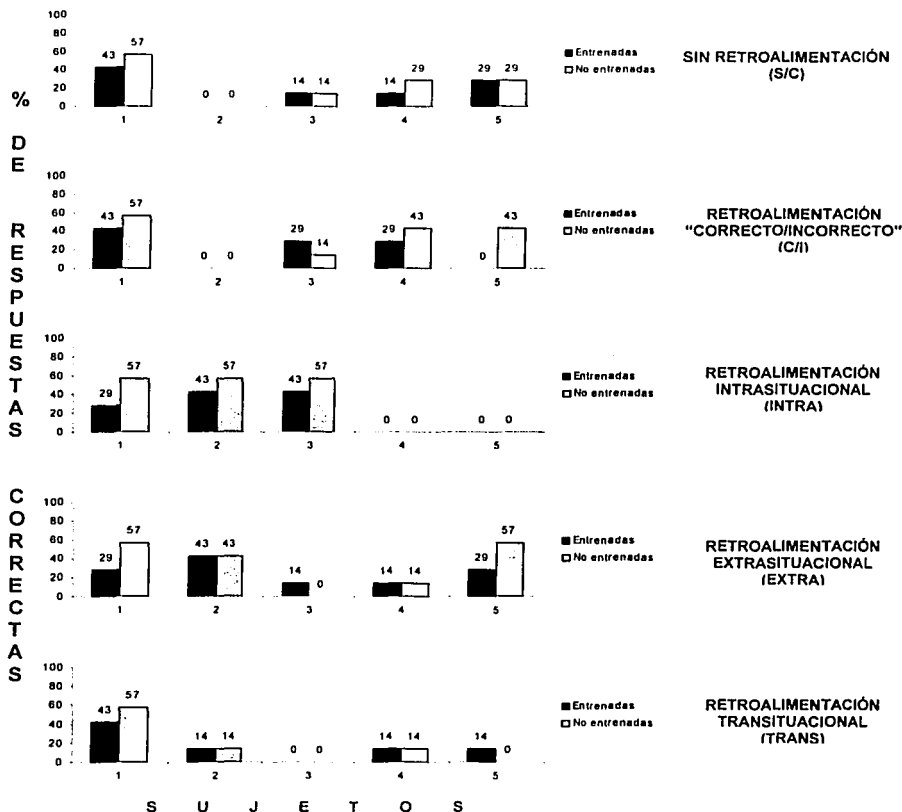 % DE RESPUESTAS CORRECTAS
100
80
60
40
20
0
43 57
0 0
14 14
14 29
29 29
1 2 3 4 5
Entrenadas
No entrenadas
SIN RETROALIMENTACIÓN
(S/C)
100
80
60
40
20
0
43 57
0 0
29 14
29 43
0 43
1 2 3 4 5
Entrenadas
No entrenadas
RETROALIMENTACIÓN
"CORRECTO/INCORRECTO"
(C/I)
100
80
60
40
20
0
29 57
43 57
43 57
0 0
0 0
1 2 3 4 5
Entrenadas
No entrenadas
RETROALIMENTACIÓN
INTRASITUACIONAL
(INTRA)
100
80
60
40
20
0
29 57
43 43
14 0
14 14
29 57
1 2 3 4 5
Entrenadas
No entrenadas
RETROALIMENTACIÓN
EXTRASITUACIONAL
(EXTRA)
100
80
60
40
20
0
43 57
14 14
0 0
14 14
14 0
1 2 3 4 5
Entrenadas
No entrenadas
RETROALIMENTACIÓN
TRANSITUACIONAL
(TRANS)
S U J E T O S